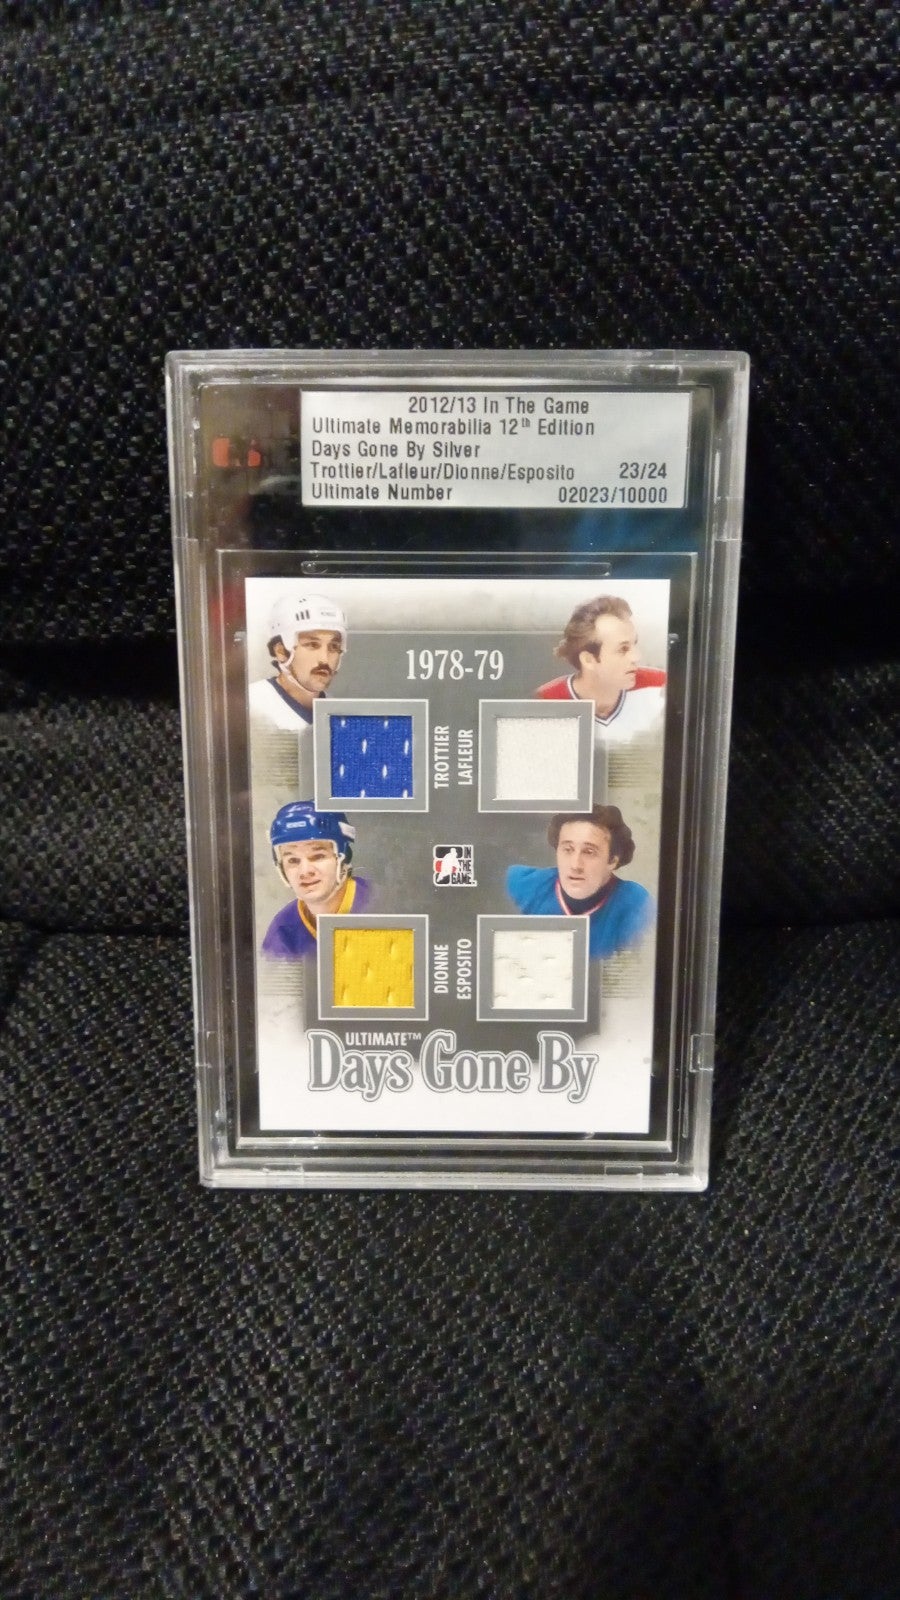 2012/13 In The Game
Ultimate Memorabilia 12th Edition
Days Gone By Silver
Trottier/Lafleur/Dionne/Esposito 23/24
Ultimate Number 02023/10000
1978-79
TROTTIER
LAFLEUR
IN
THE
GAME
DIONNE
ESPOSITO
ULTIMATE™
Days Gone By